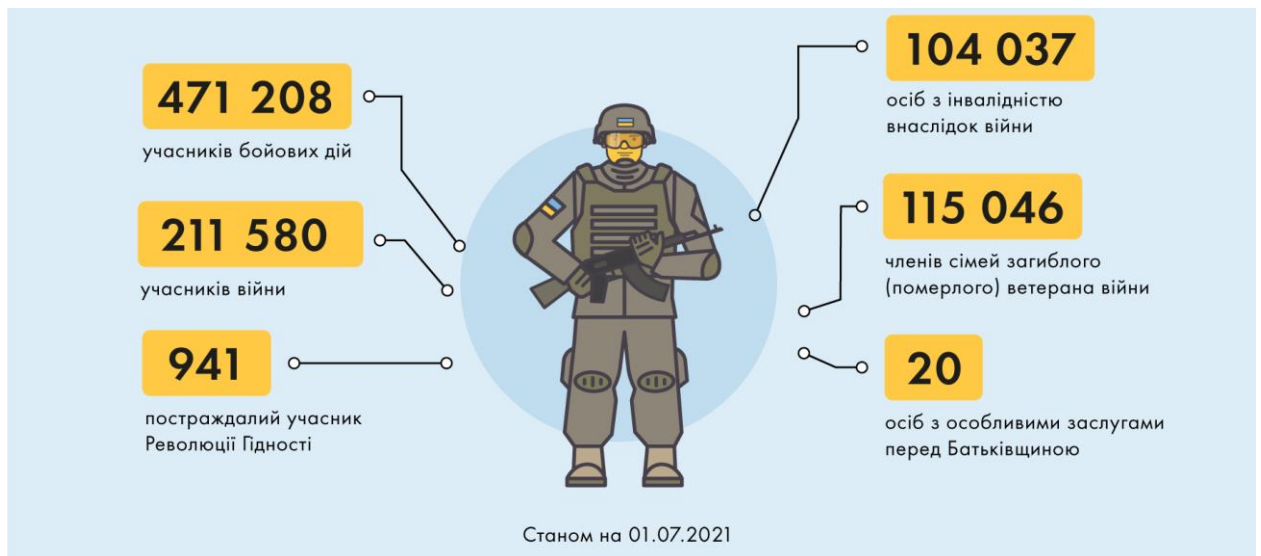 471 208
учасників бойових дій
211 580
учасників війни
941
постраждалий учасник
Революції Гідності
104 037
осіб з інвалідністю
внаслідок війни
115 046
членів сімей загиблого
(померлого) ветерана війни
20
осіб з особливими заслугами
перед Батьківщиною
Станом на 01.07.2021